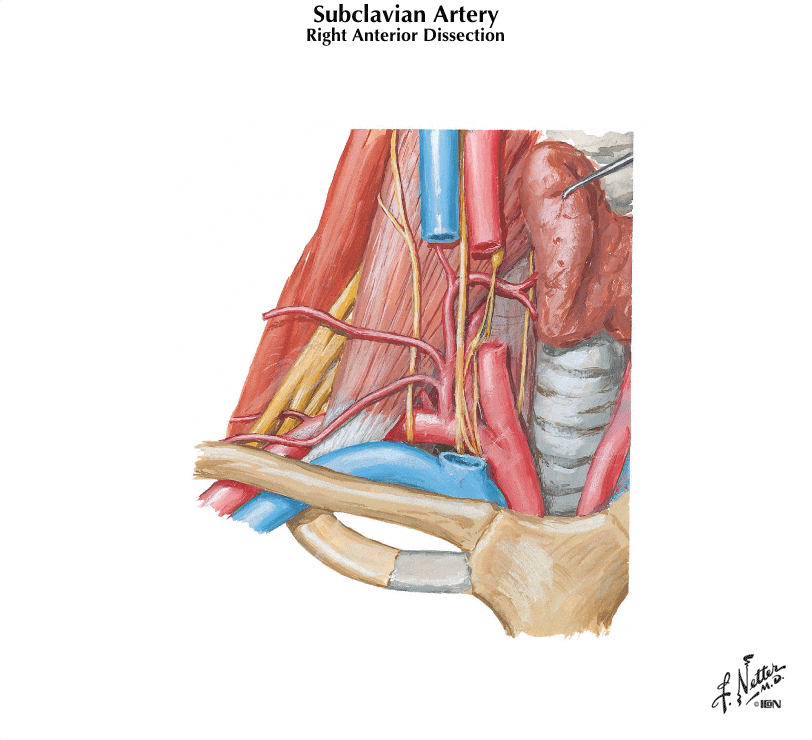 Subclavian Artery
Right Anterior Dissection
F. Netter
M.D.
©ICON